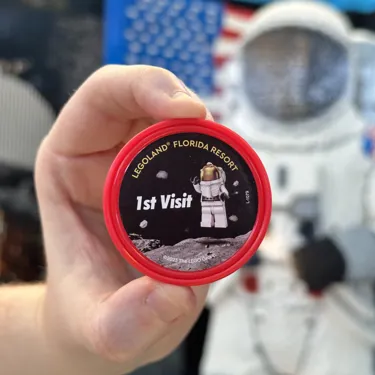 LEGOLAND® FLORIDA RESORT
1st Visit